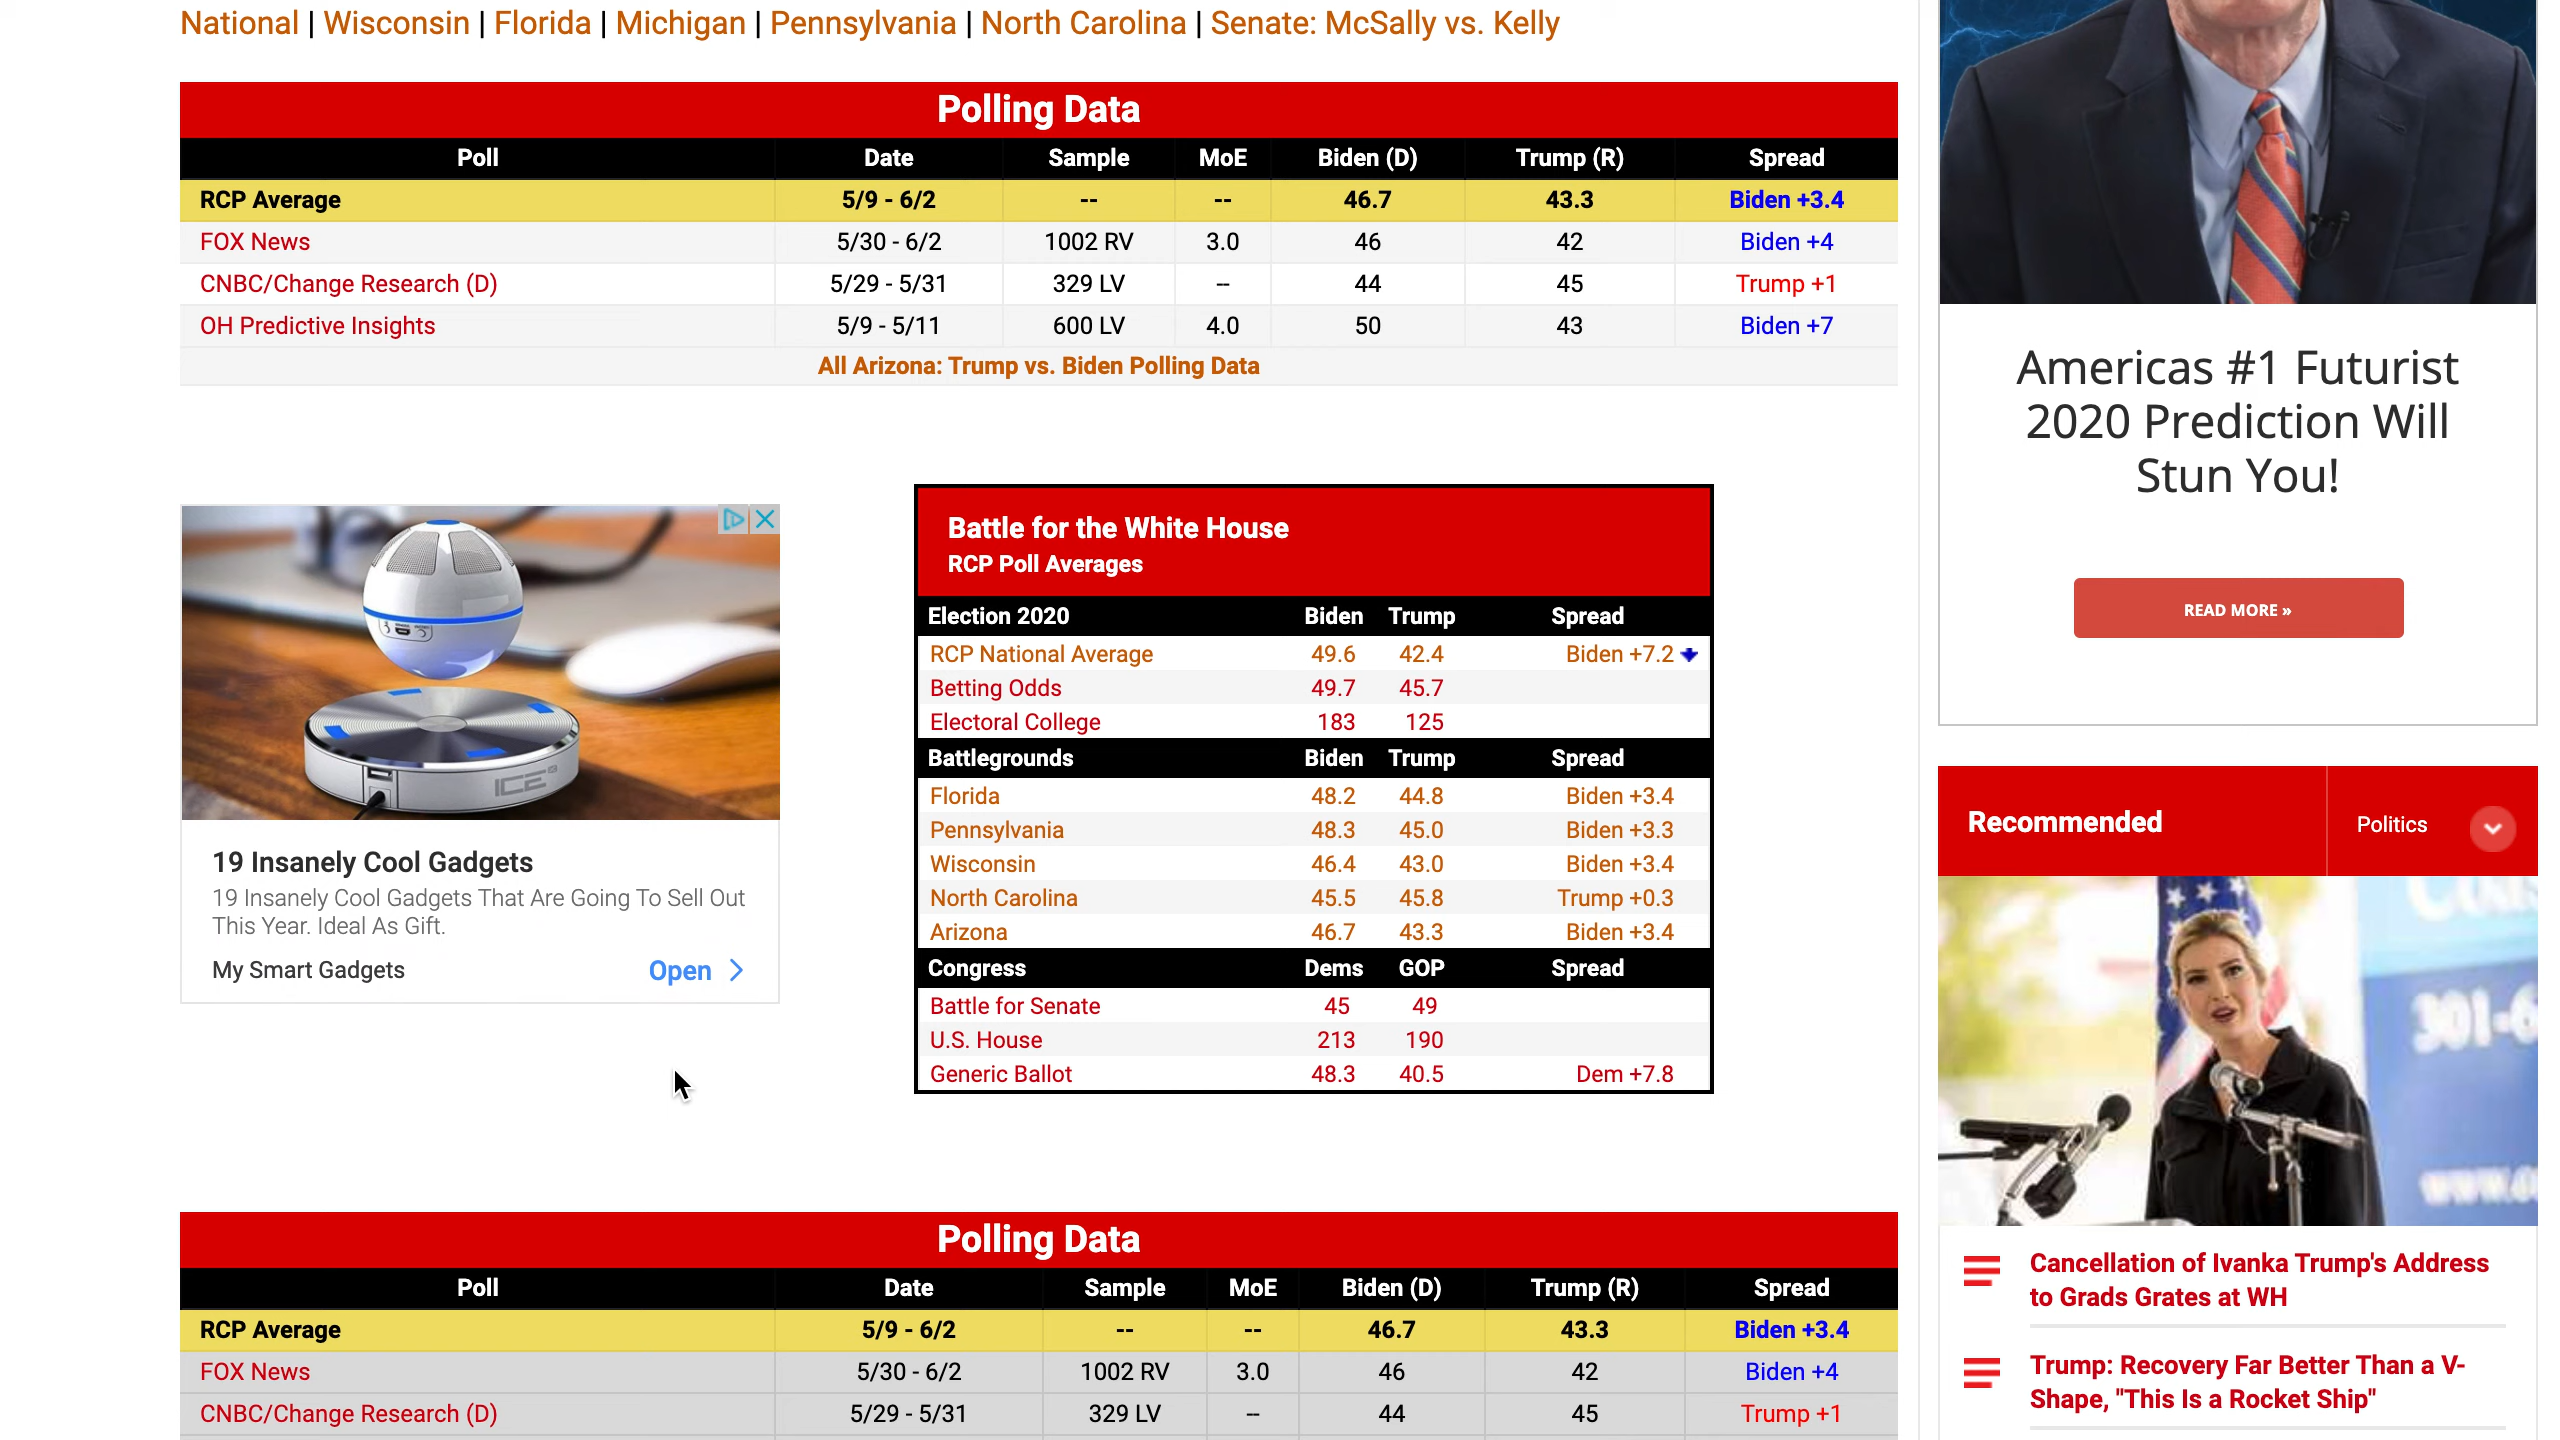 National | Wisconsin | Florida | Michigan | Pennsylvania | North Carolina | Senate: McSally vs. Kelly
Polling Data
Poll Date Sample MoE Biden (D) Trump (R) Spread
RCP Average 5/9 - 6/2 -- -- 46.7 43.3 Biden +3.4
FOX News 5/30 - 6/2 1002 RV 3.0 46 42 Biden +4
CNBC/Change Research (D) 5/29 - 5/31 329 LV -- 44 45 Trump +1
OH Predictive Insights 5/9 - 5/11 600 LV 4.0 50 43 Biden +7
All Arizona: Trump vs. Biden Polling Data
ICE
19 Insanely Cool Gadgets
19 Insanely Cool Gadgets That Are Going To Sell Out
This Year. Ideal As Gift.
My Smart Gadgets Open
Battle for the White House
RCP Poll Averages
Election 2020 Biden Trump Spread
RCP National Average 49.6 42.4 Biden +7.2
Betting Odds 49.7 45.7
Electoral College 183 125
Battlegrounds Biden Trump Spread
Florida 48.2 44.8 Biden +3.4
Pennsylvania 48.3 45.0 Biden +3.3
Wisconsin 46.4 43.0 Biden +3.4
North Carolina 45.5 45.8 Trump +0.3
Arizona 46.7 43.3 Biden +3.4
Congress Dems GOP Spread
Battle for Senate 45 49
U.S. House 213 190
Generic Ballot 48.3 40.5 Dem +7.8
Polling Data
Poll Date Sample MoE Biden (D) Trump (R) Spread
RCP Average 5/9 - 6/2 -- -- 46.7 43.3 Biden +3.4
FOX News 5/30 - 6/2 1002 RV 3.0 46 42 Biden +4
CNBC/Change Research (D) 5/29 - 5/31 329 LV -- 44 45 Trump +1
Americas #1 Futurist
2020 Prediction Will
Stun You!
READ MORE »
Recommended Politics
301-6
www.
Cancellation of Ivanka Trump's Address
to Grads Grates at WH
Trump: Recovery Far Better Than a V-
Shape, "This Is a Rocket Ship"